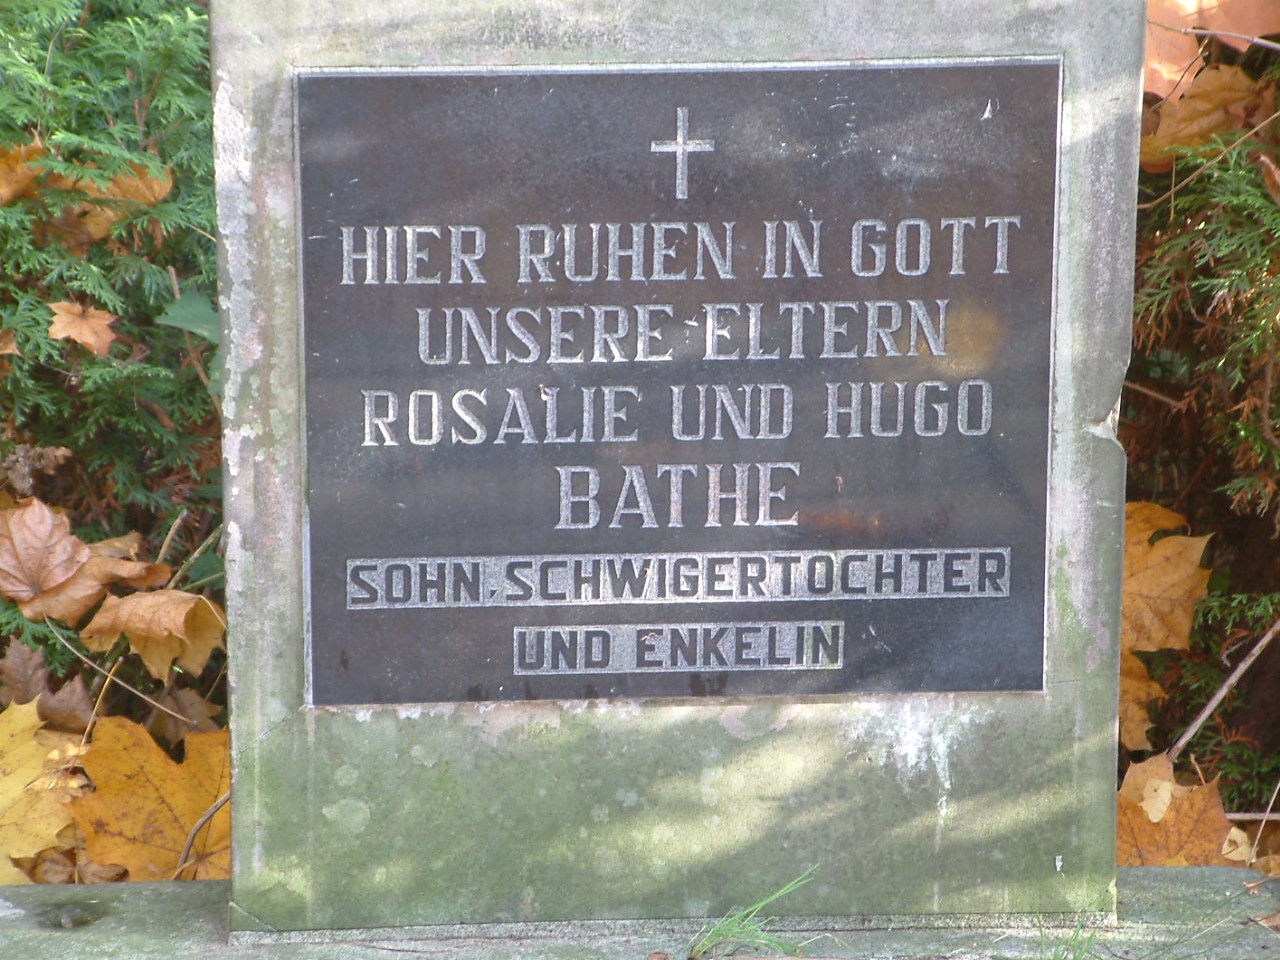 HIER RUHEN IN GOTT
UNSERE ELTERN
ROSALIE UND HUGO
BATHE
SOHN, SCHWIGERTOCHTER
UND ENKELIN